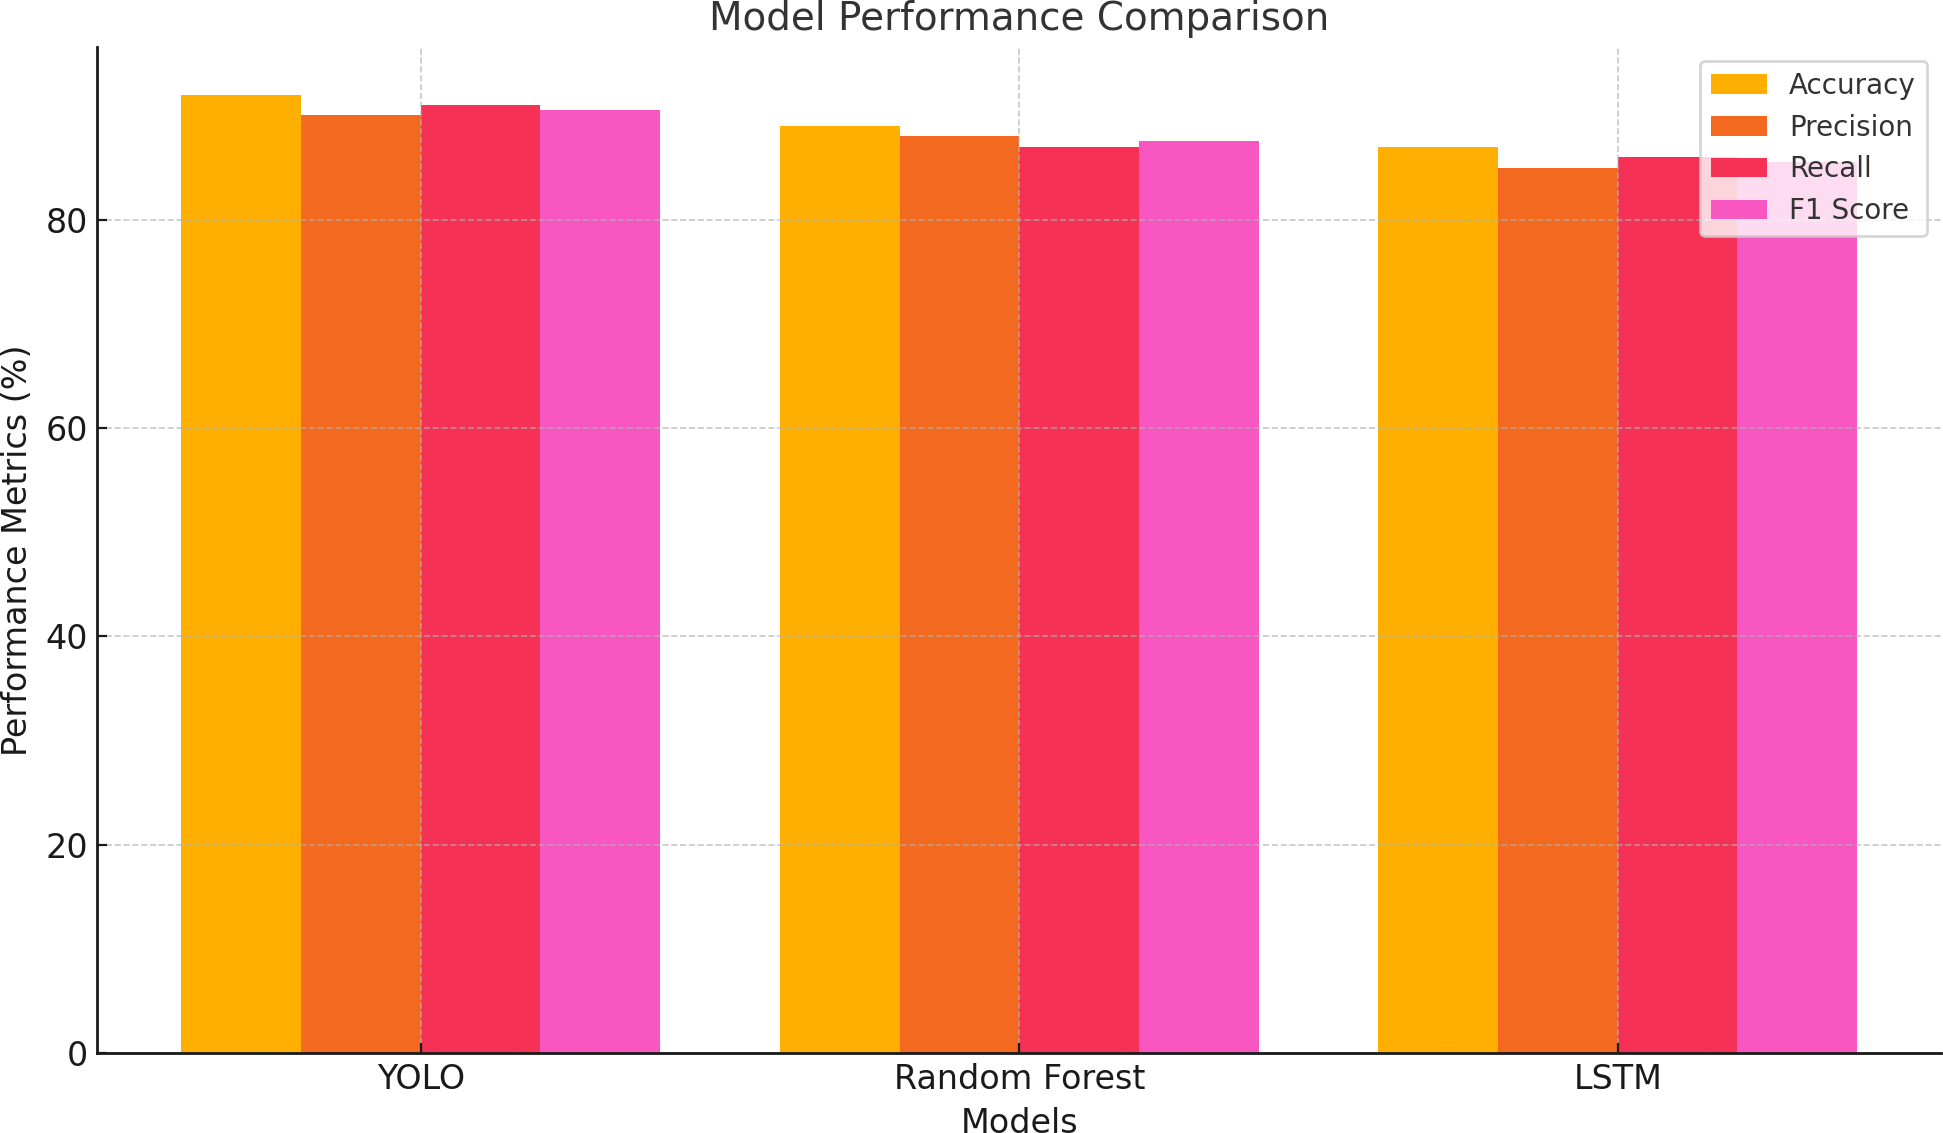 Model Performance Comparison
Accuracy
Precision
Recall
F1 Score
Performance Metrics (%)
80
60
40
20
0
YOLO
Random Forest
LSTM
Models